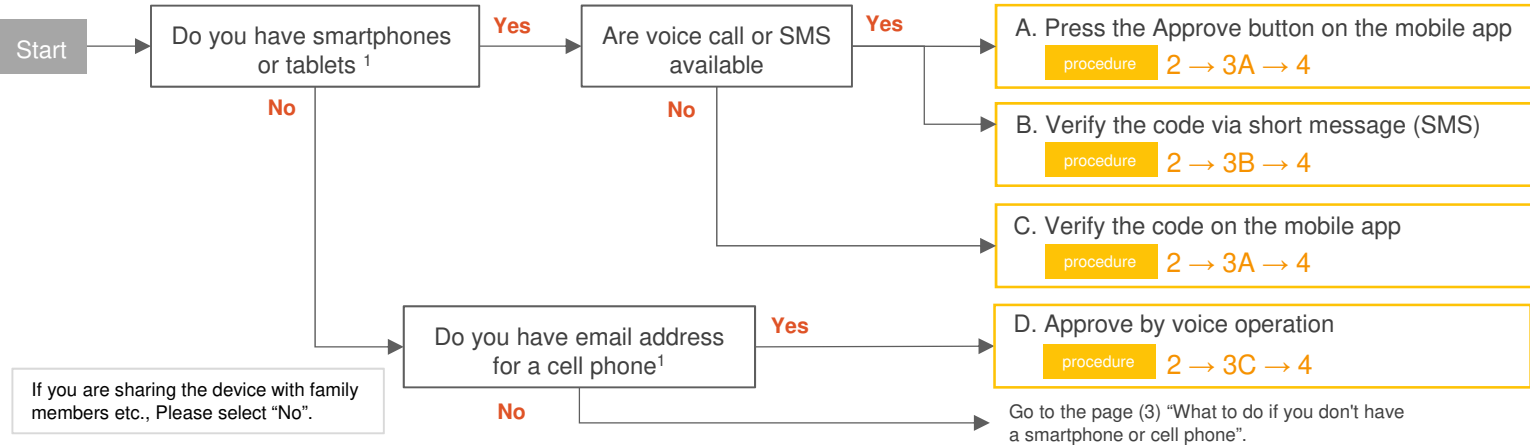 Start
Do you have smartphones
or tablets ¹
Yes
No
Are voice call or SMS
available
Yes
No
A. Press the Approve button on the mobile app
procedure 2 → 3A → 4
B. Verify the code via short message (SMS)
procedure 2 → 3B → 4
C. Verify the code on the mobile app
procedure 2 → 3A → 4
Do you have email address
for a cell phone¹
Yes
No
D. Approve by voice operation
procedure 2 → 3C → 4
If you are sharing the device with family
members etc., Please select “No”.
Go to the page (3) “What to do if you don't have
a smartphone or cell phone”.